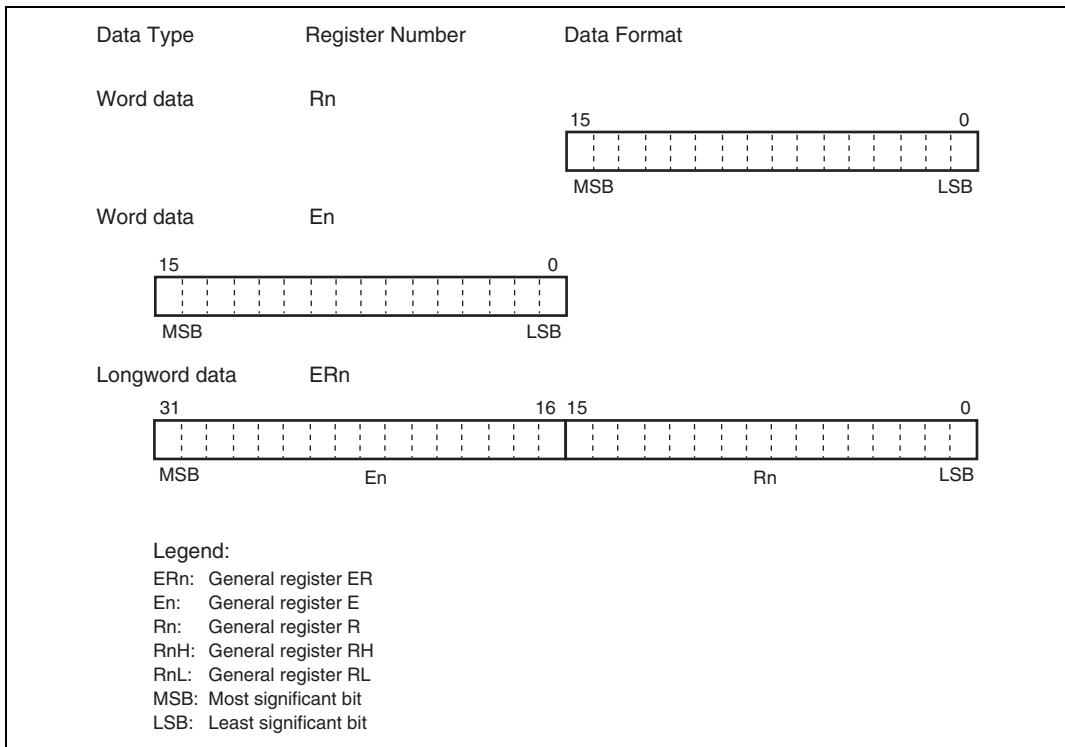 Data Type Register Number Data Format
Word data Rn
15 0
MSB LSB
Word data En
15 0
MSB LSB
Longword data ERn
31 16 15 0
MSB En Rn LSB
Legend:
ERn: General register ER
En: General register E
Rn: General register R
RnH: General register RH
RnL: General register RL
MSB: Most significant bit
LSB: Least significant bit